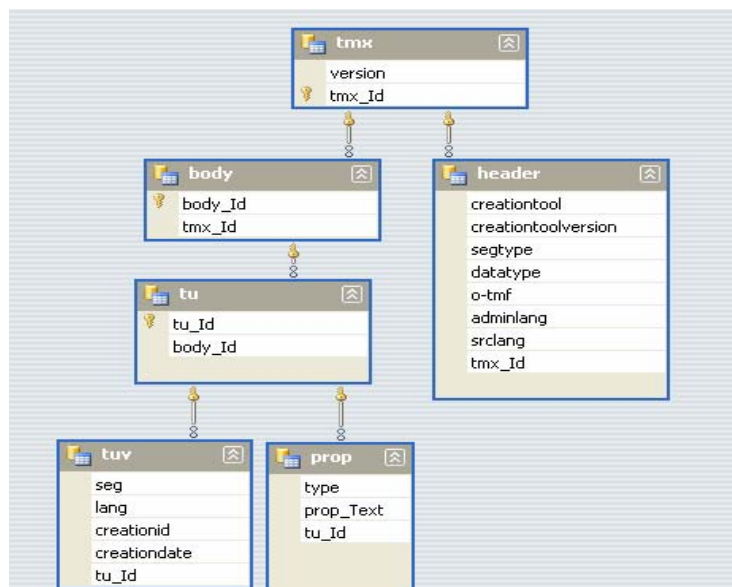 tmx
version
tmx_Id
body
body_Id
tmx_Id
header
creationtool
creationtoolversion
segtype
datatype
o-tmf
adminlang
srclang
tmx_Id
tu
tu_Id
body_Id
tuv
seg
lang
creationid
creationdate
tu_Id
prop
type
prop_Text
tu_Id